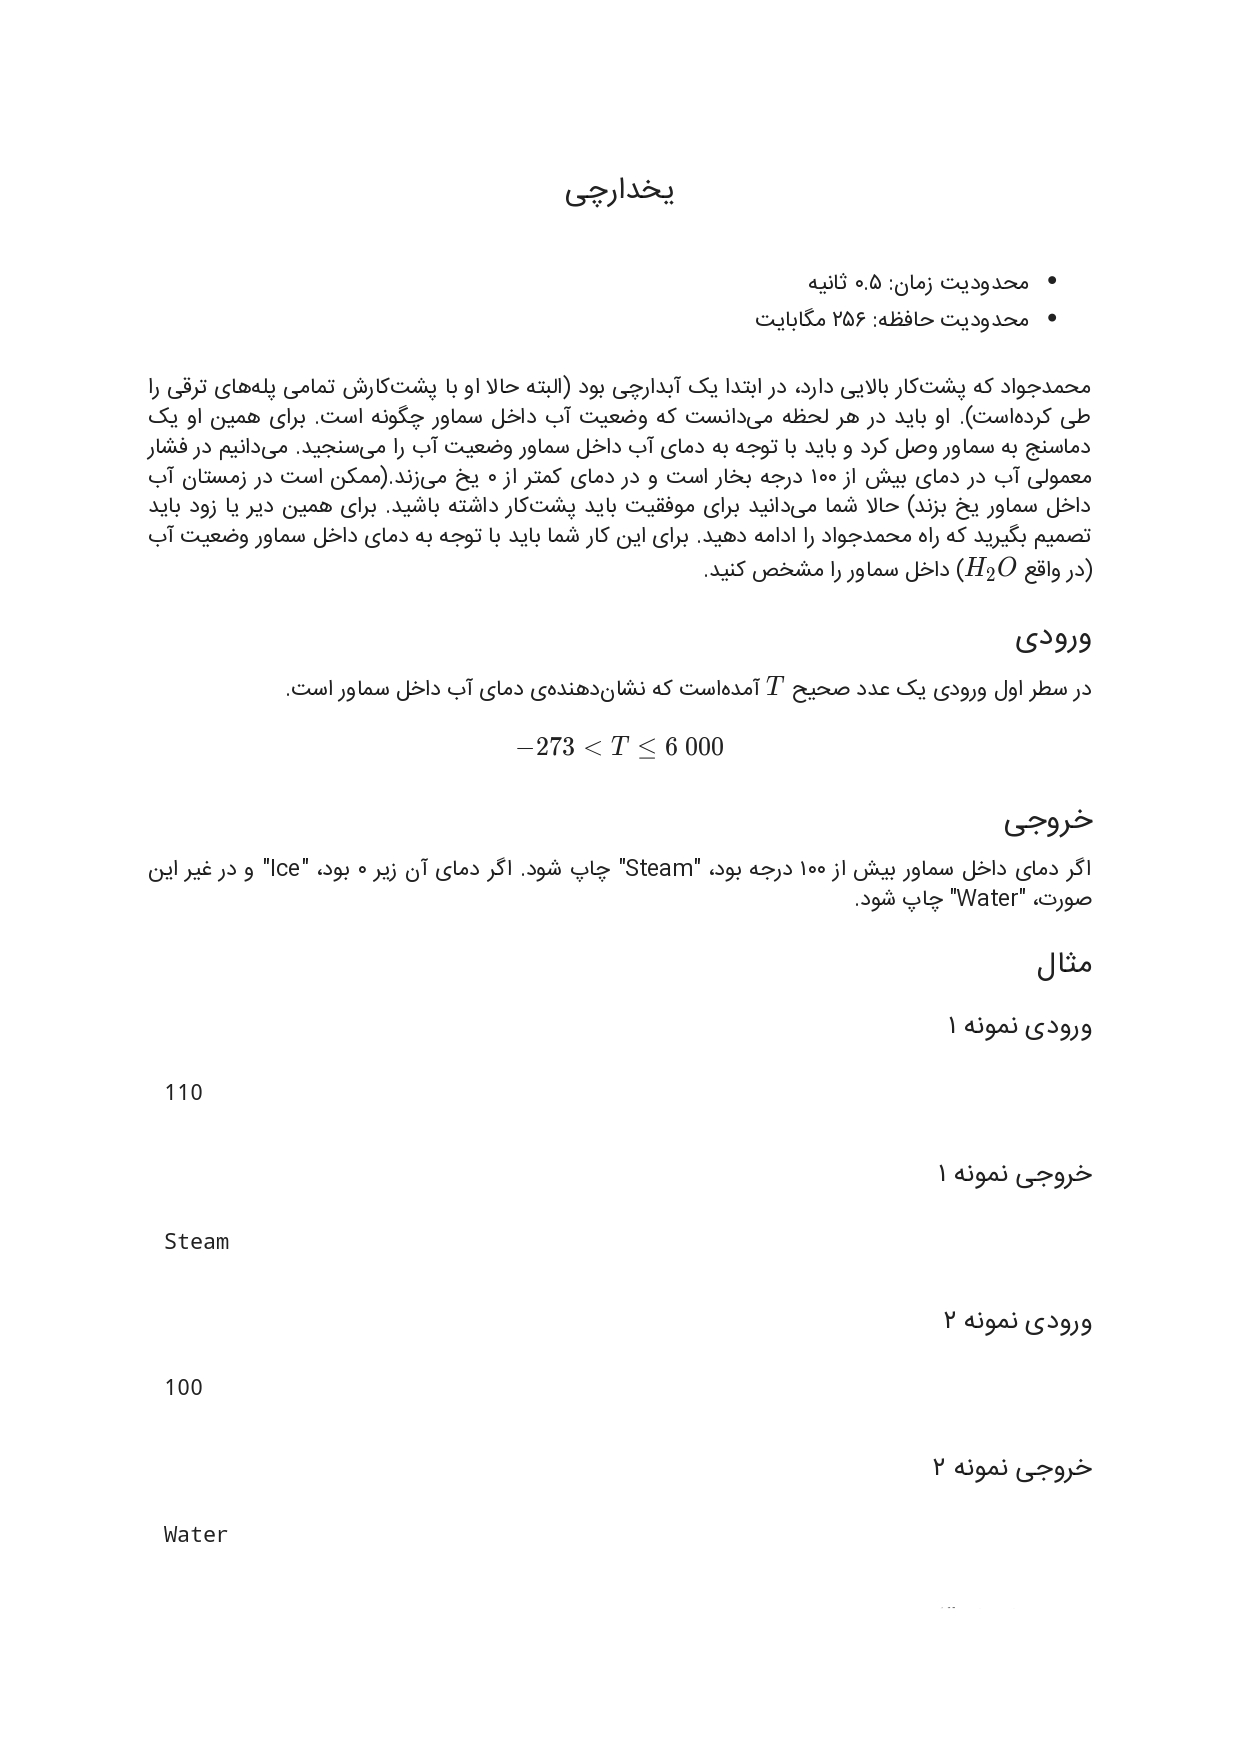 یخدارچی
• محدودیت زمان: ۰.۵ ثانیه
• محدودیت حافظه: ۲۵۶ مگابایت
محمدجواد که پشت‌کار بالایی دارد، در ابتدا یک آبدارچی بود (البته حالا او با پشت‌کارش تمامی پله‌های ترقی را
طی کرده‌است). او باید در هر لحظه می‌دانست که وضعیت آب داخل سماور چگونه است. برای همین او یک
دماسنج به سماور وصل کرد و باید با توجه به دمای آب داخل سماور وضعیت آب را می‌سنجید. می‌دانیم در فشار
معمولی آب در دمای بیش از ۱۰۰ درجه بخار است و در دمای کمتر از ۰ یخ می‌زند.(ممکن است در زمستان آب
داخل سماور یخ بزند) حالا شما می‌دانید برای موفقیت باید پشت‌کار داشته باشید. برای همین دیر یا زود باید
تصمیم بگیرید که راه محمدجواد را ادامه دهید. برای این کار شما باید با توجه به دمای داخل سماور وضعیت آب
(در واقع H₂O) داخل سماور را مشخص کنید.
ورودی
در سطر اول ورودی یک عدد صحیح T آمده‌است که نشان‌دهنده‌ی دمای آب داخل سماور است.
−273 < T ≤ 6 000
خروجی
اگر دمای داخل سماور بیش از ۱۰۰ درجه بود، "Steam" چاپ شود. اگر دمای آن زیر ۰ بود، "Ice" و در غیر این
صورت، "Water" چاپ شود.
مثال
ورودی نمونه ۱
110
خروجی نمونه ۱
Steam
ورودی نمونه ۲
100
خروجی نمونه ۲
Water